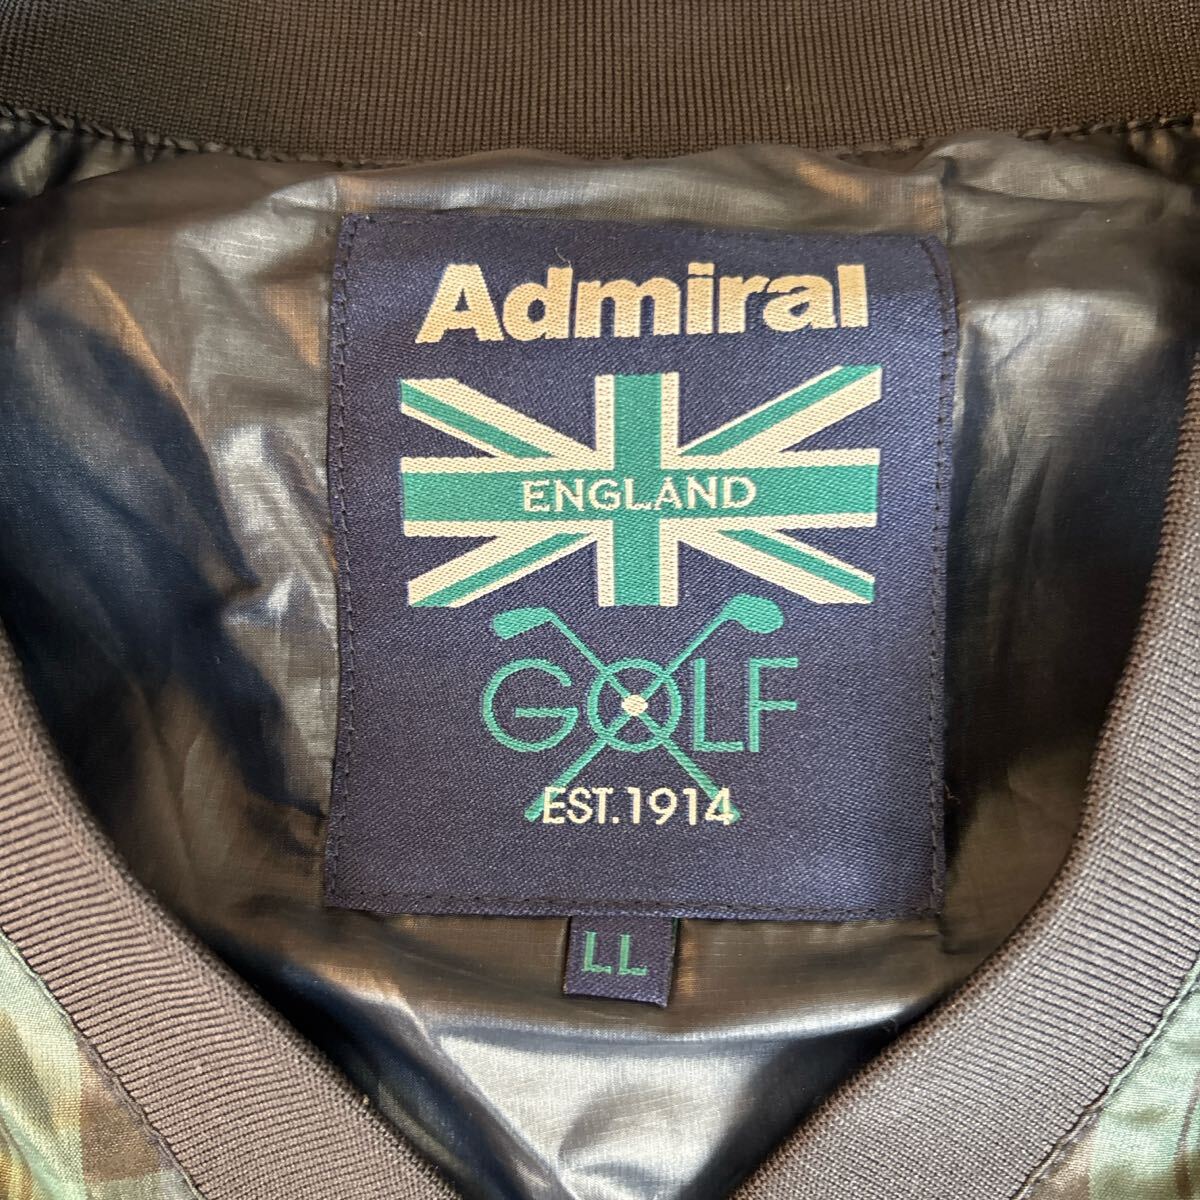 Admiral
ENGLAND
GOLF
EST.1914
LL